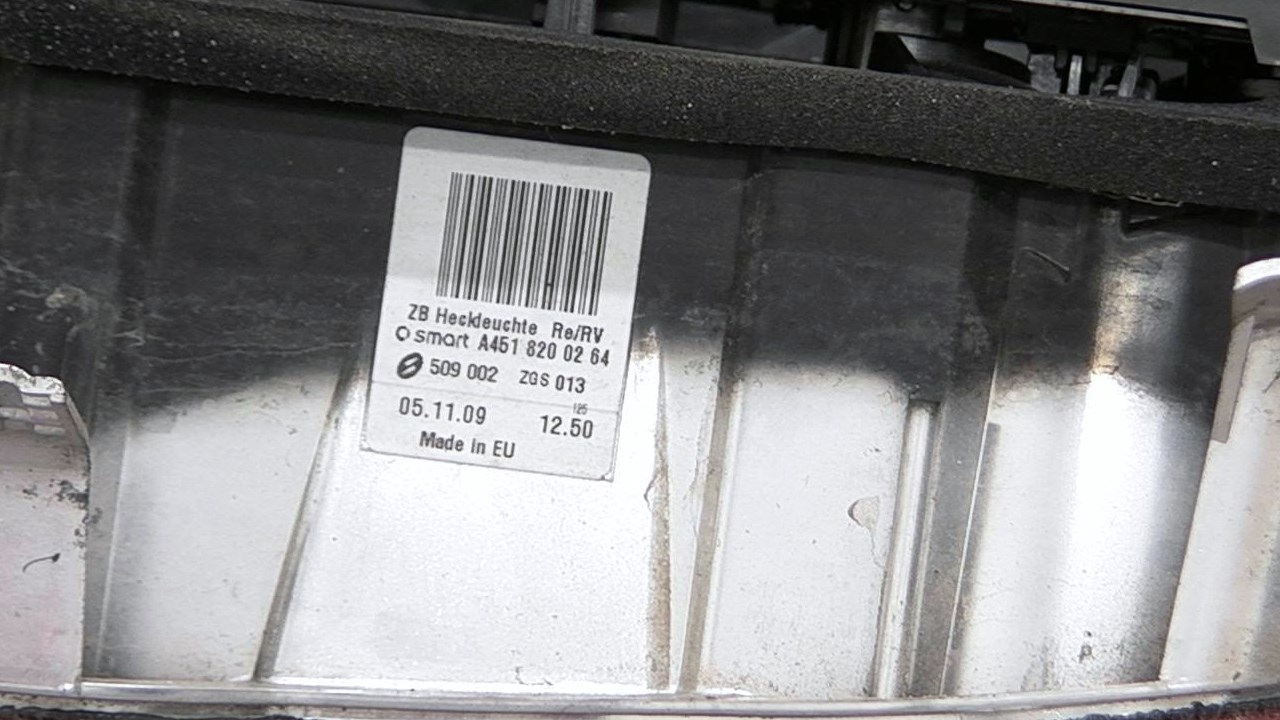 ZB Heckleuchte Re/RV
smart A451 820 02 64
509 002 ZGS 013
125
05.11.09 12.50
Made in EU